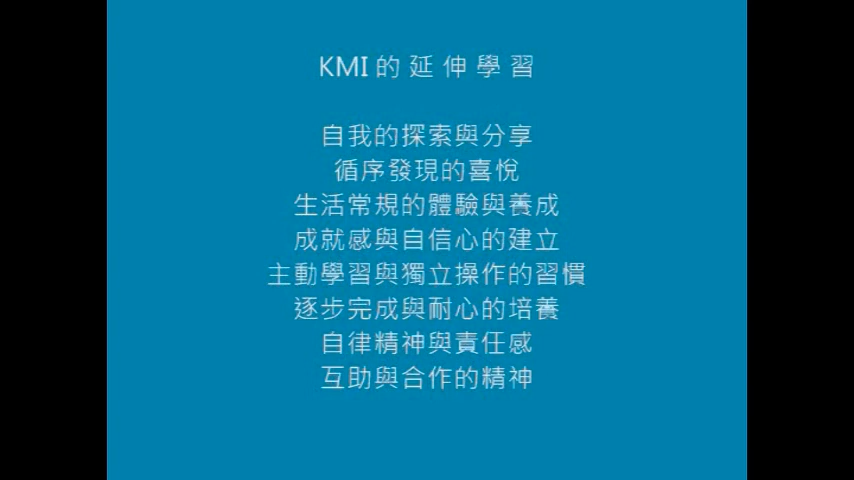 KMI的延伸學習
自我的探索與分享
循序發現的喜悅
生活常規的體驗與養成
成就感與自信心的建立
主動學習與獨立操作的習慣
逐步完成與耐心的培養
自律精神與責任感
互助與合作的精神